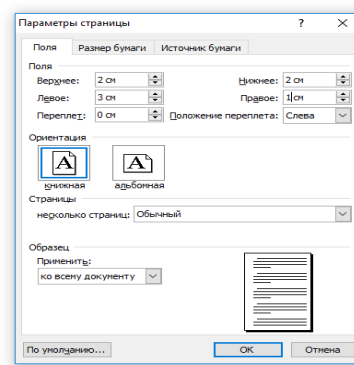 Параметры страницы ? ×
Поля Размер бумаги Источник бумаги
Поля
Верхнее: 2 см Нижнее: 2 см
Левое: 3 см Правое: 1 см
Переплет: 0 см Положение переплета: Слева
Ориентация
A A
книжная альбомная
Страницы
несколько страниц: Обычный
Образец
Применить:
ко всему документу
По умолчанию... ОК Отмена